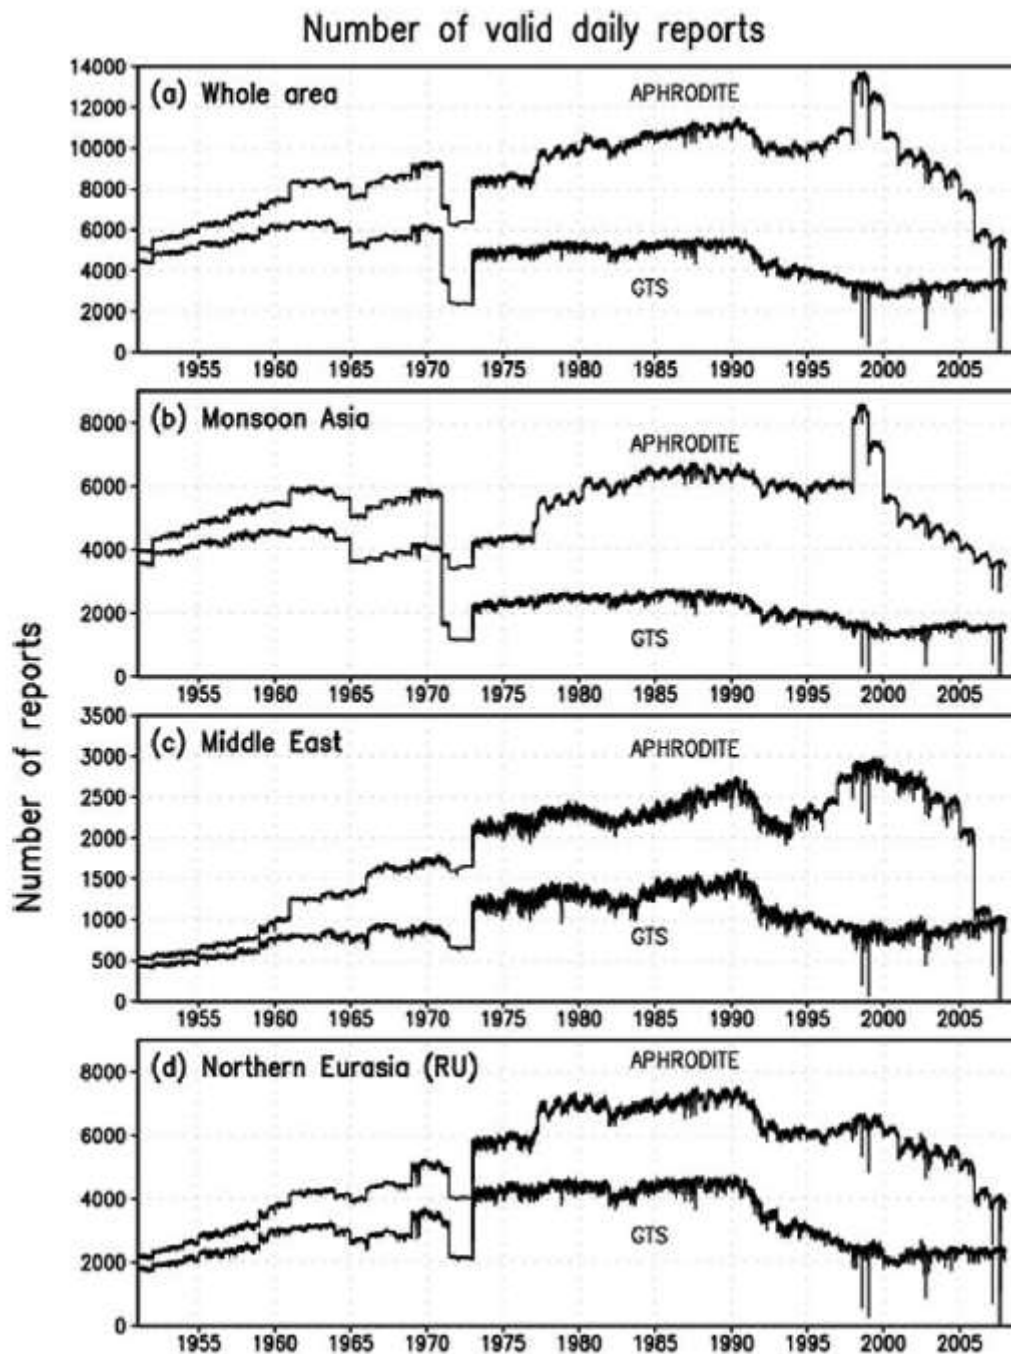 Number of valid daily reports
Number of reports
(a) Whole area
APHRODITE
GTS
14000
12000
10000
8000
6000
4000
2000
0
1955 1960 1965 1970 1975 1980 1985 1990 1995 2000 2005
(b) Monsoon Asia
APHRODITE
GTS
8000
6000
4000
2000
0
1955 1960 1965 1970 1975 1980 1985 1990 1995 2000 2005
(c) Middle East
APHRODITE
GTS
3500
3000
2500
2000
1500
1000
500
0
1955 1960 1965 1970 1975 1980 1985 1990 1995 2000 2005
(d) Northern Eurasia (RU)
APHRODITE
GTS
8000
6000
4000
2000
0
1955 1960 1965 1970 1975 1980 1985 1990 1995 2000 2005